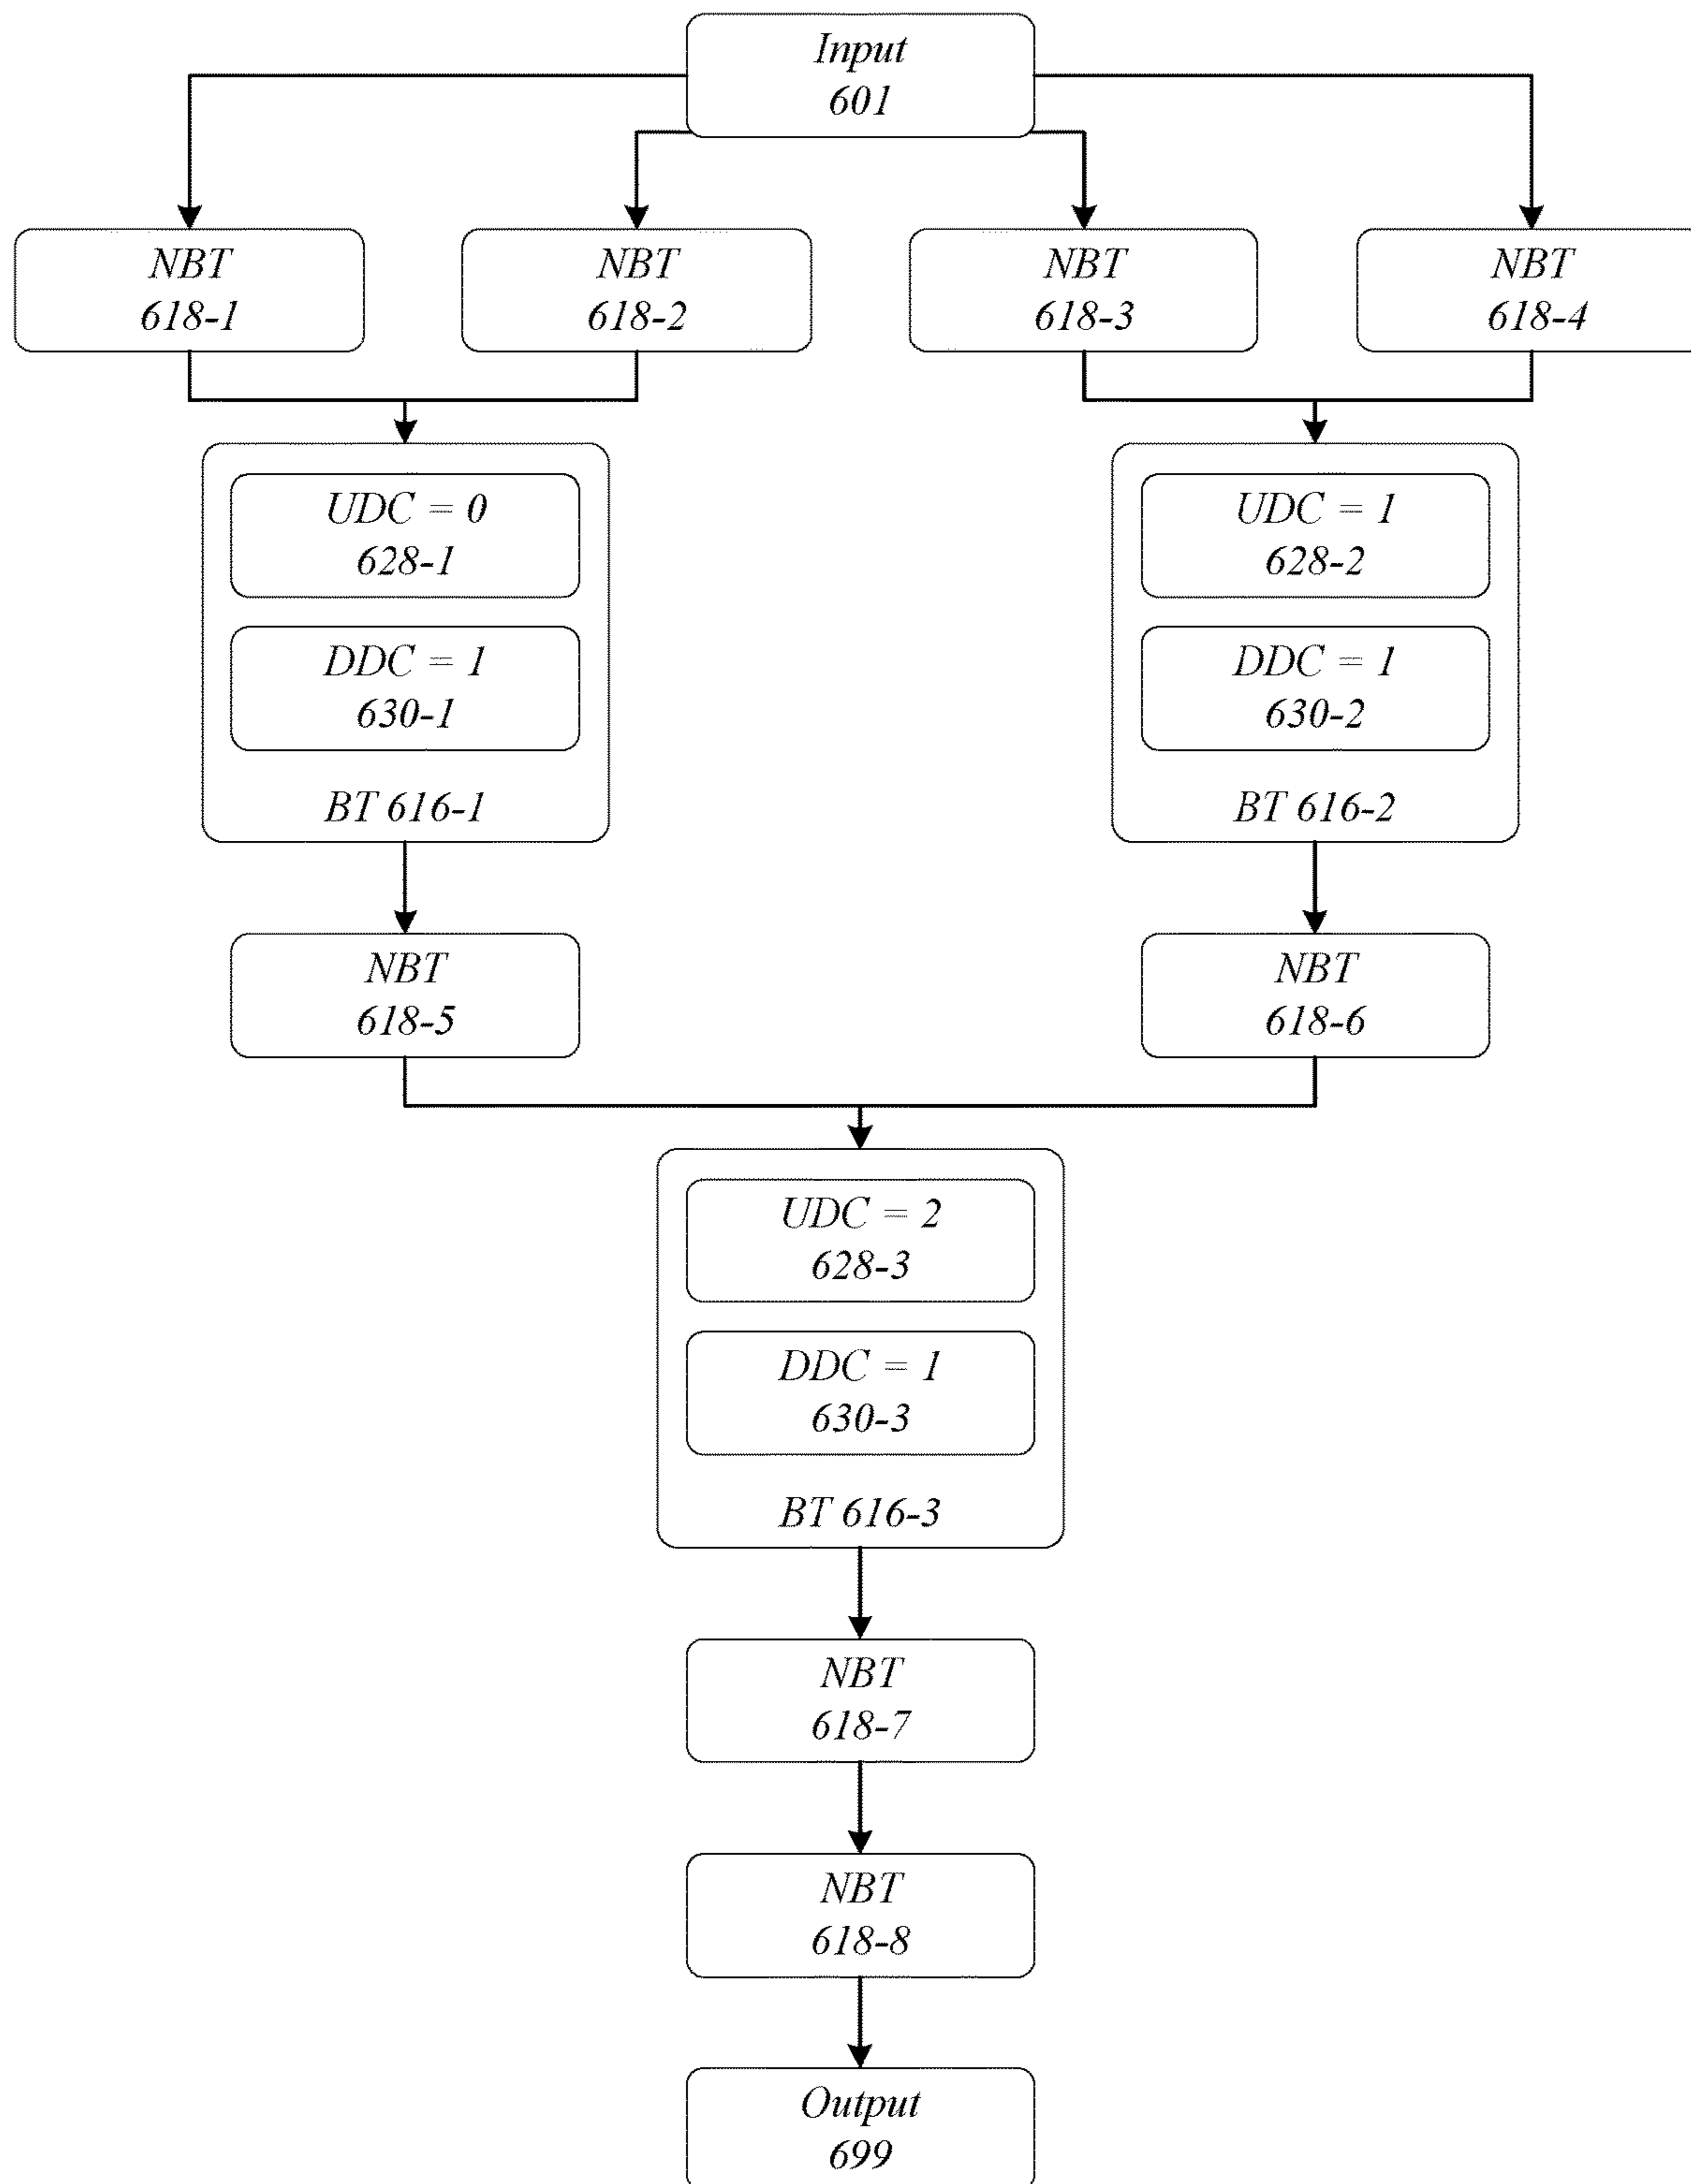 Input
601
NBT
618-1
NBT
618-2
NBT
618-3
NBT
618-4
UDC = 0
628-1
DDC = 1
630-1
BT 616-1
UDC = 1
628-2
DDC = 1
630-2
BT 616-2
NBT
618-5
NBT
618-6
UDC = 2
628-3
DDC = 1
630-3
BT 616-3
NBT
618-7
NBT
618-8
Output
699